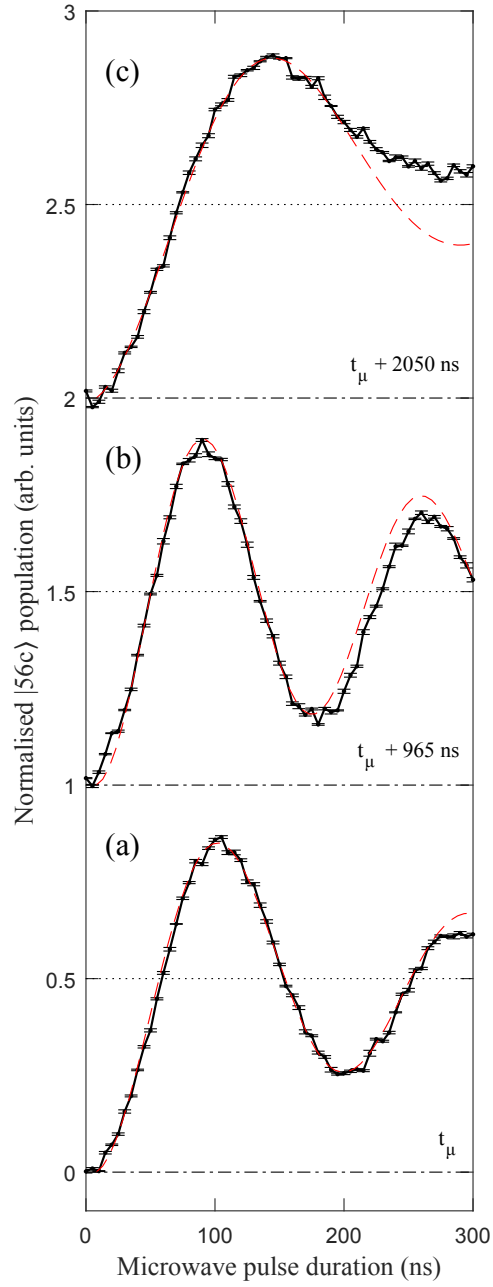 3
(c)
2.5
t_μ + 2050 ns
2
(b)
1.5
t_μ + 965 ns
1
(a)
0.5
t_μ
0
0 100 200 300
Microwave pulse duration (ns)
Normalised |56c⟩ population (arb. units)